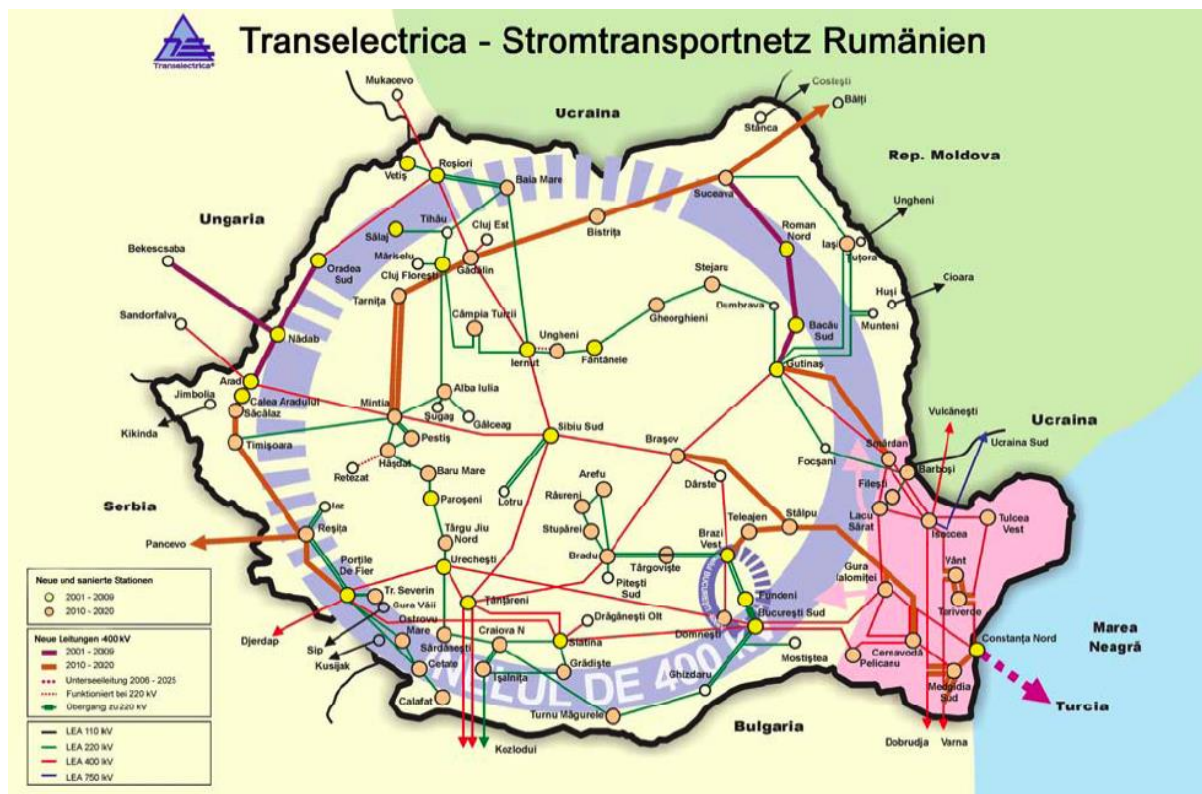 Transelectrica - Stromtransportnetz Rumänien
Transelectrica®
Mukacevo
Costești
Bălți
Stânca
Ucraina
Rep. Moldova
Vetiș
Roșiori
Baia Mare
Suceava
Ungheni
Ungaria
Tihău
Cluj Est
Sălaj
Bistrița
Roman
Nord
Iași
Țuțora
Bekescsaba
Mărișelu
Oradea
Sud
Cluj Florești
Gădălin
Stejaru
Cioara
Huși
Tarnița
Sandorfalva
Câmpia Turzii
Gheorghieni
Dumbrava
Munteni
Nădab
Ungheni
Bacău
Sud
Iernut
Fântânele
Gutinaș
Arad
Jimbolia
Calea Aradului
Săcălaz
Alba Iulia
Vulcănești
Kikinda
Mintia
Șugag
Gâlceag
Sibiu Sud
Brașov
Ucraina
Ucraina Sud
Timișoara
Pestiș
Smârdan
Focșani
Barboși
Retezat
Hășdat
Baru Mare
Arefu
Dârste
Filești
Serbia
Lotru
Râureni
Lacu
Sărat
Isaccea
Tulcea
Vest
Paroșeni
Reșița
Stupărei
Teleajen
Stâlpu
Pancevo
Târgu Jiu
Nord
Brazi
Vest
Bradu
Târgoviște
Gura
Ialomiței
Vânt
Porțile
De Fier
Urechești
Pitești
Sud
Tariverde
Neue und sanierte Stationen
2001 - 2009
2010 - 2020
Tr. Severin
Gura Văii
Țânțăreni
Fundeni
București Sud
Ostrovu
Mare
Drăgănești Olt
Djerdap
Sărdănești
Craiova N
Slatina
Domnești
Cernavodă
Constanța Nord
Marea
Neagră
Neue Leitungen -400 kV
2001 - 2009
2010 - 2020
Unterseeleitung 2006 - 2025
Funktioniert bei 220 kV
Übergang zu 220 kV
Sip
Kusijak
Cetate
Ișalnița
Grădiște
Mostiștea
Pelicanu
INELUL DE 400 KV
Ghizdaru
Medgidia
Sud
Calafat
Turnu Măgurele
Turcia
LEA 110 kV
LEA 220 kV
LEA 400 kV
LEA 750 kV
Bulgaria
Kozlodui
Dobrudja
Varna